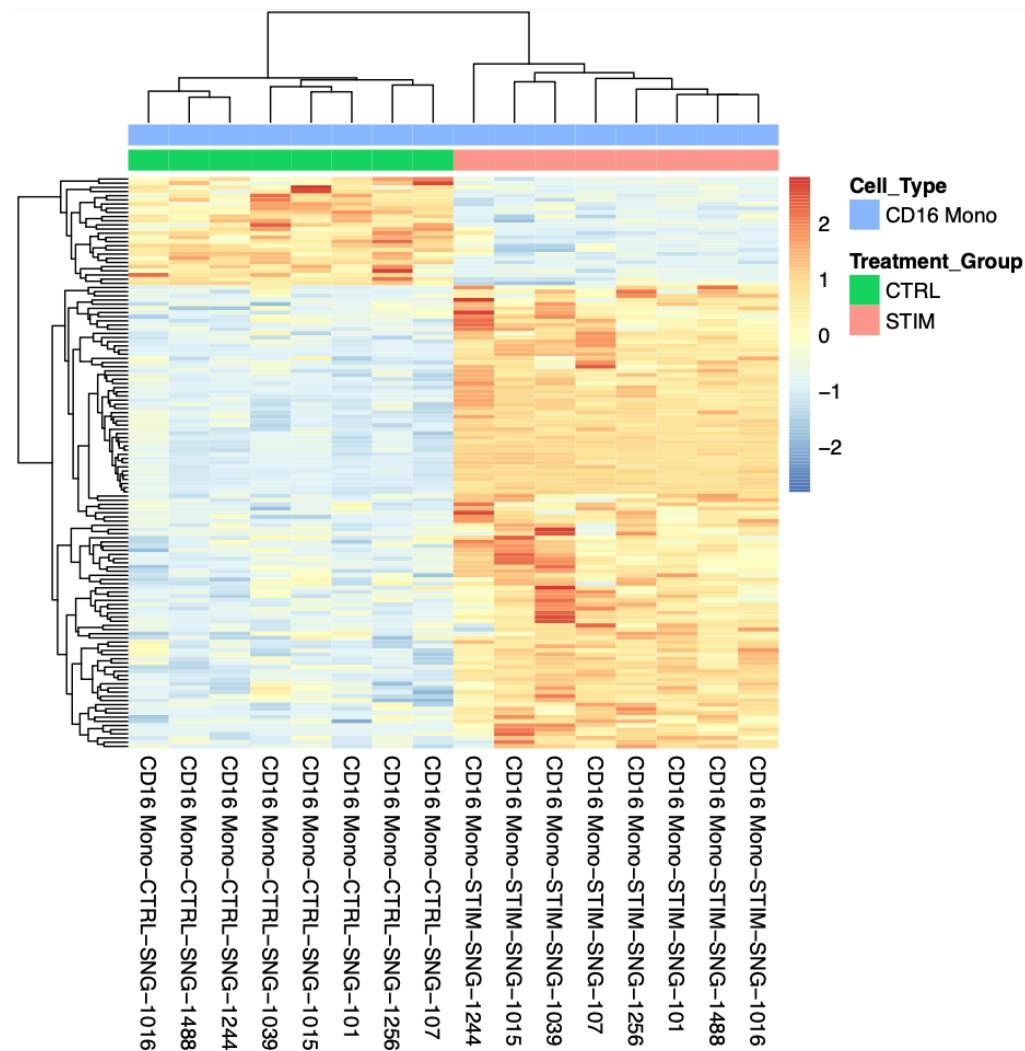 Cell_Type
CD16 Mono
Treatment_Group
CTRL
STIM
2
1
0
−1
−2
CD16 Mono−CTRL−SNG−1016
CD16 Mono−CTRL−SNG−1488
CD16 Mono−CTRL−SNG−1244
CD16 Mono−CTRL−SNG−1039
CD16 Mono−CTRL−SNG−1015
CD16 Mono−CTRL−SNG−101
CD16 Mono−CTRL−SNG−1256
CD16 Mono−CTRL−SNG−107
CD16 Mono−STIM−SNG−1244
CD16 Mono−STIM−SNG−1015
CD16 Mono−STIM−SNG−1039
CD16 Mono−STIM−SNG−107
CD16 Mono−STIM−SNG−1256
CD16 Mono−STIM−SNG−101
CD16 Mono−STIM−SNG−1488
CD16 Mono−STIM−SNG−1016